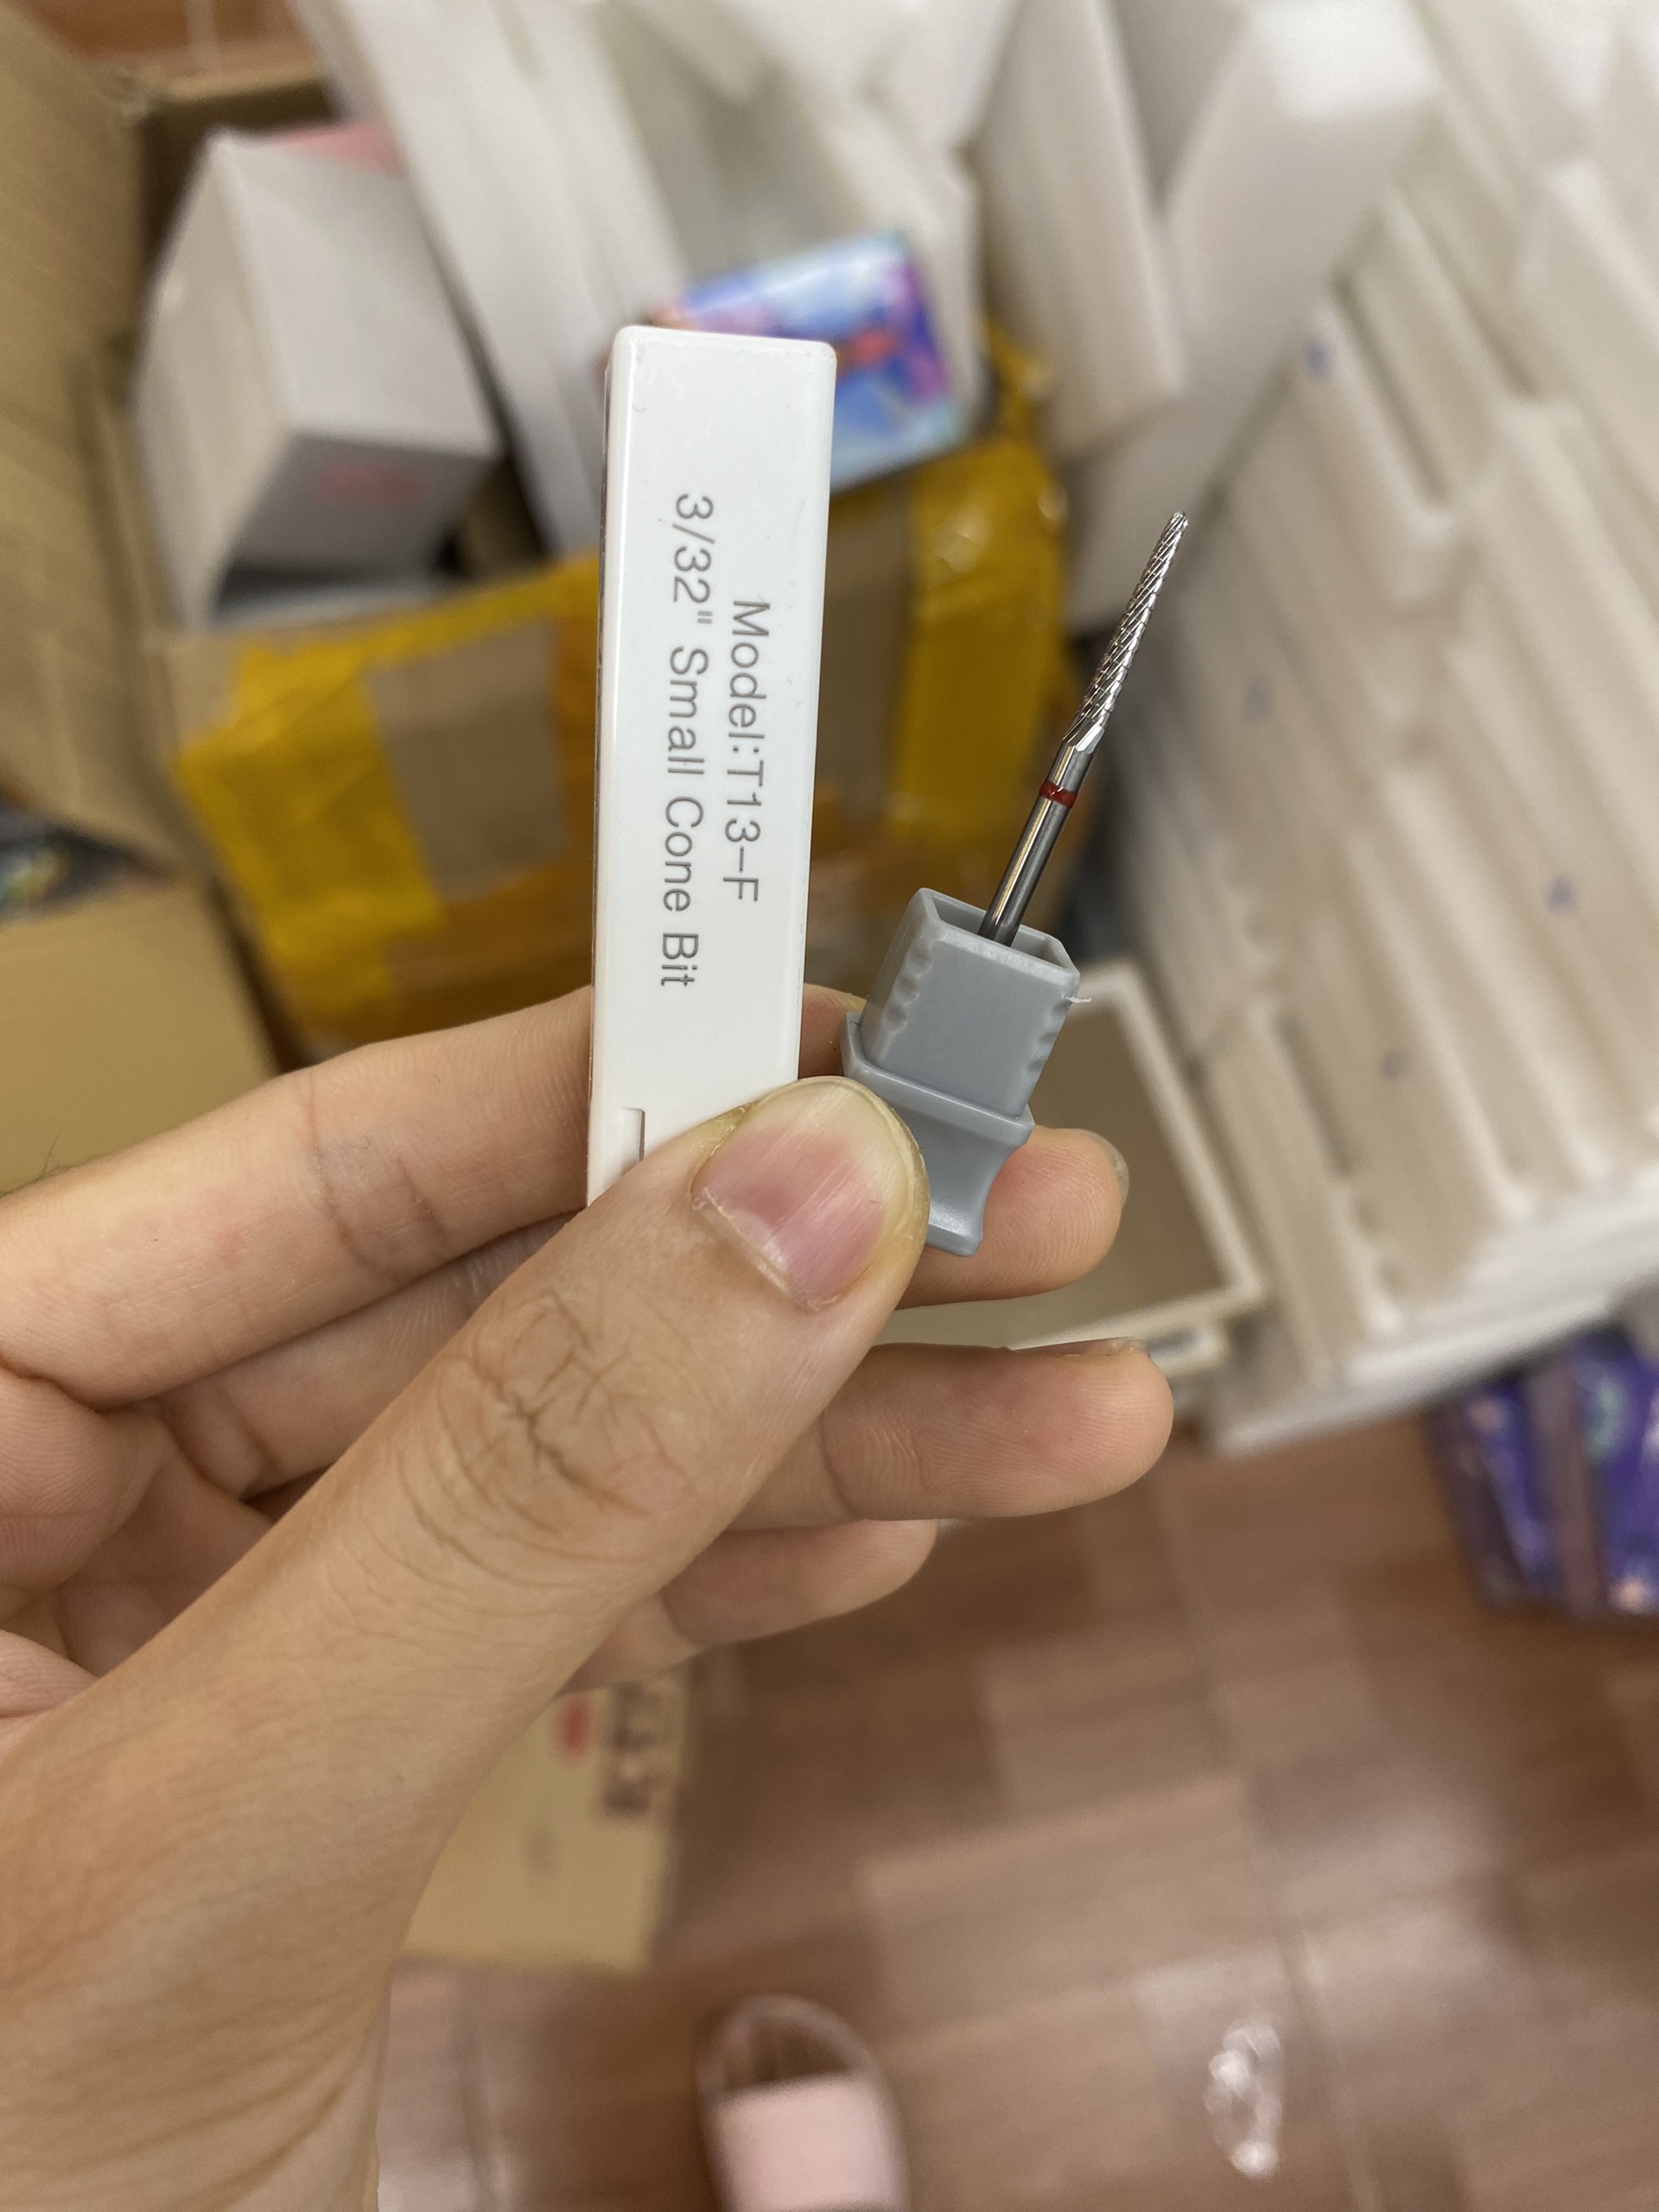 Model:T13-F
3/32" Small Cone Bit